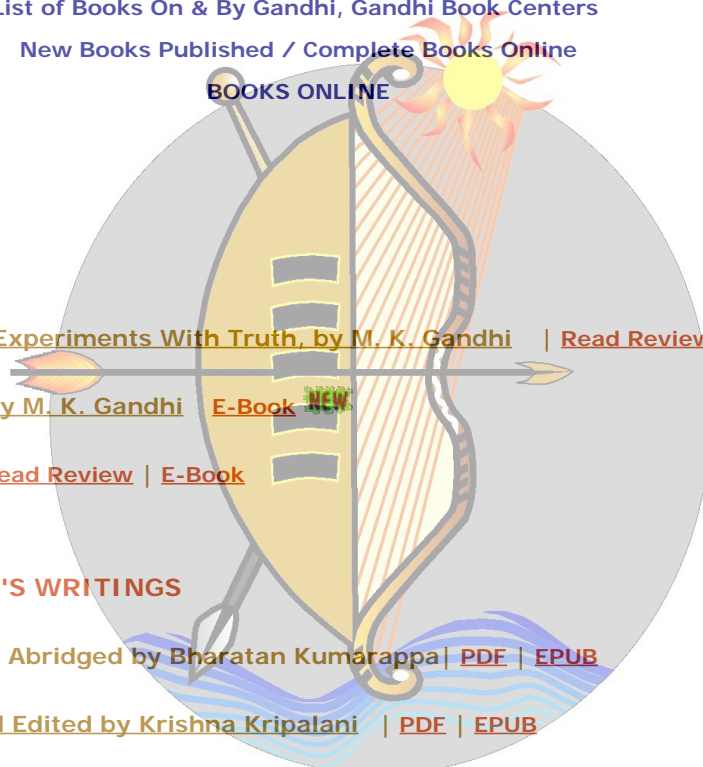 List of Books On & By Gandhi, Gandhi Book Centers
New Books Published / Complete Books Online
BOOKS ONLINE
Experiments With Truth, by M. K. Gandhi | Read Review
y M. K. Gandhi E-Book NEW
ead Review | E-Book
'S WRITINGS
Abridged by Bharatan Kumarappa| PDF | EPUB
d Edited by Krishna Kripalani | PDF | EPUB